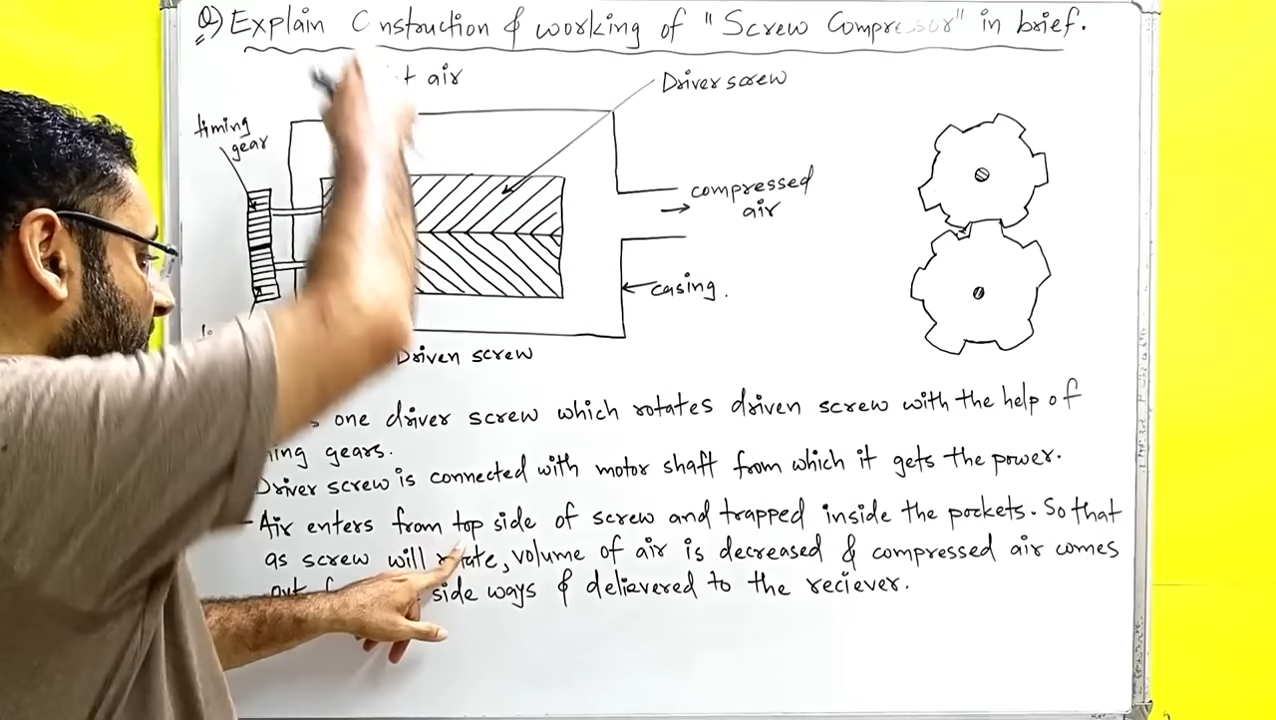 Q) Explain C nstruction & working of "Screw Compressor" in brief.
air
Driver screw
timing
gear
compressed
air
casing.
Driven screw
one driver screw which rotates driven screw with the help of
gears.
Driver screw is connected with motor shaft from which it gets the power.
- Air enters from top side of screw and trapped inside the pockets. So that
as screw will rotate, volume of air is decreased & compressed air comes
out side ways & delievered to the reciever.